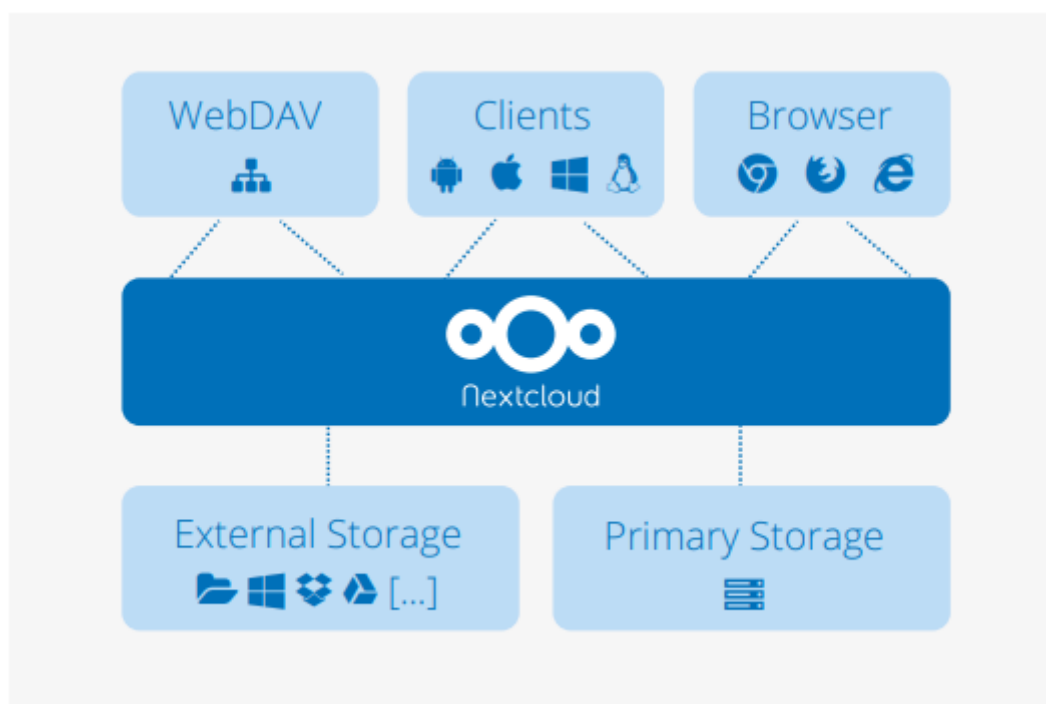 WebDAV
Clients
Browser
Nextcloud
External Storage
[...]
Primary Storage